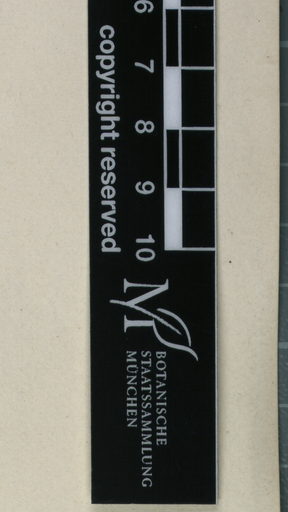 6 7 8 9 10
copyright reserved
M
BOTANISCHE
STAATSSAMMLUNG
MÜNCHEN